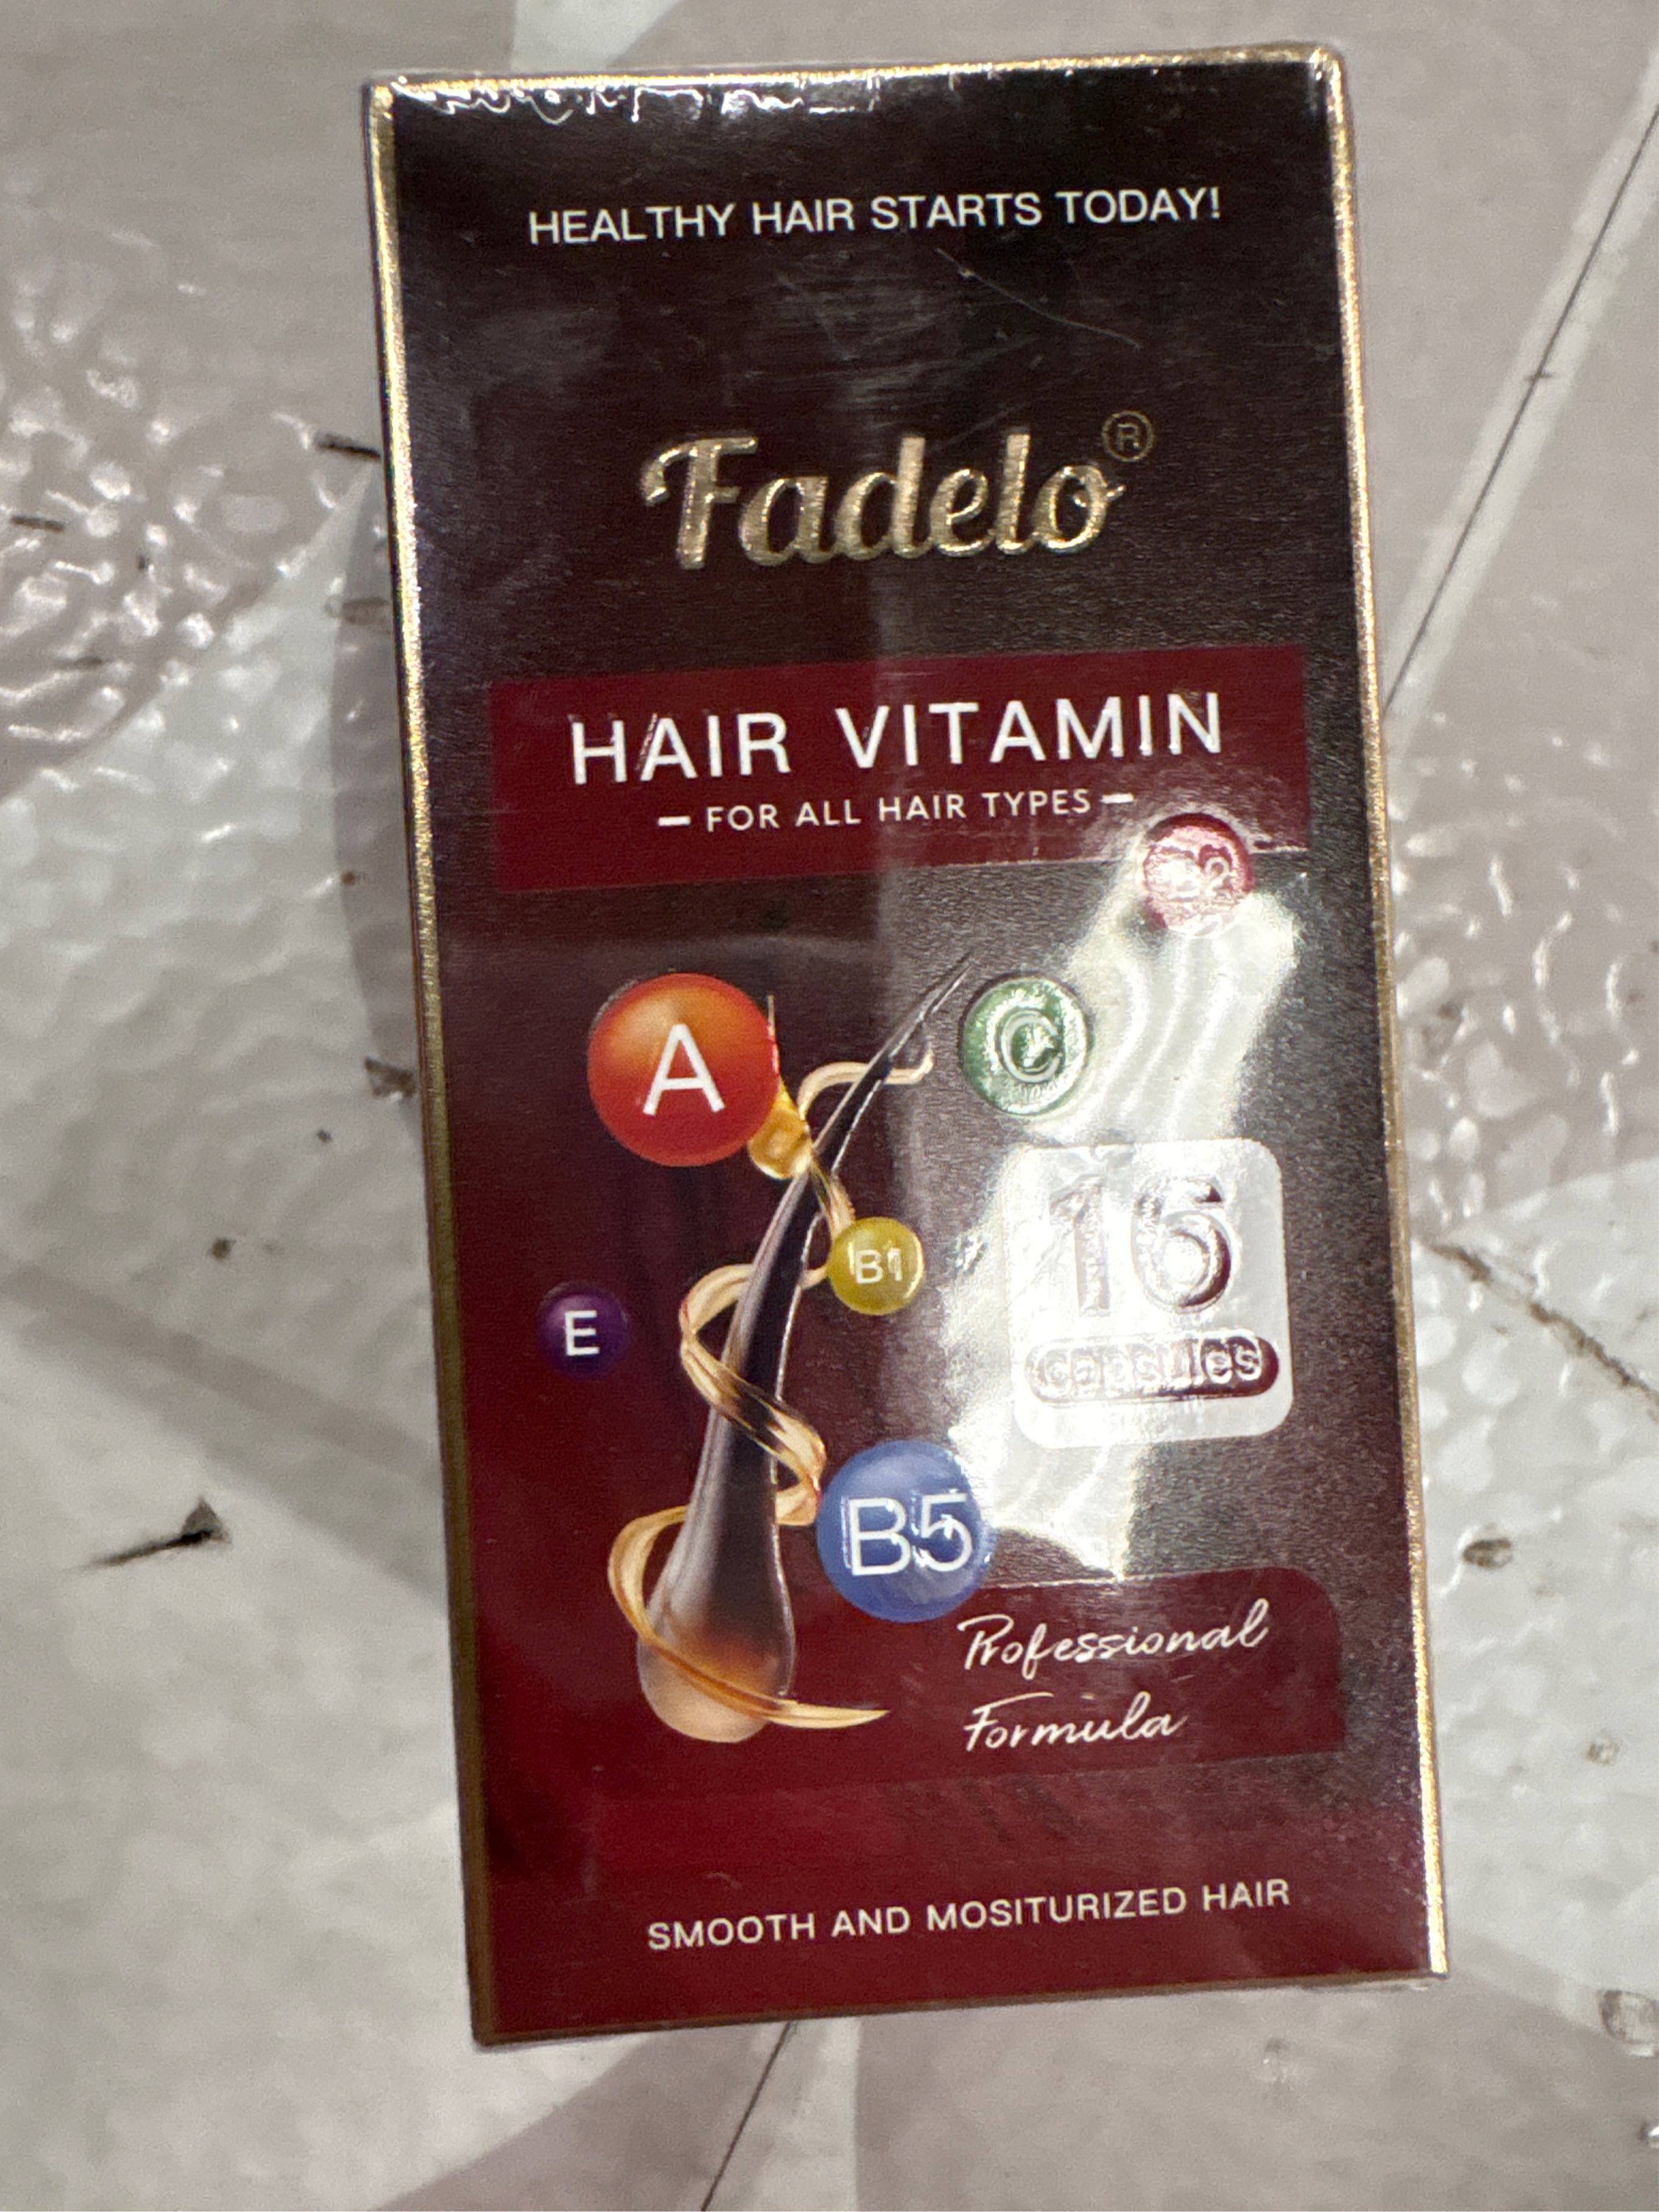 HEALTHY HAIR STARTS TODAY!
Fadelo®
HAIR VITAMIN
FOR ALL HAIR TYPES
A
C
B1
E
16
capsules
B5
Professional
Formula
SMOOTH AND MOSITURIZED HAIR